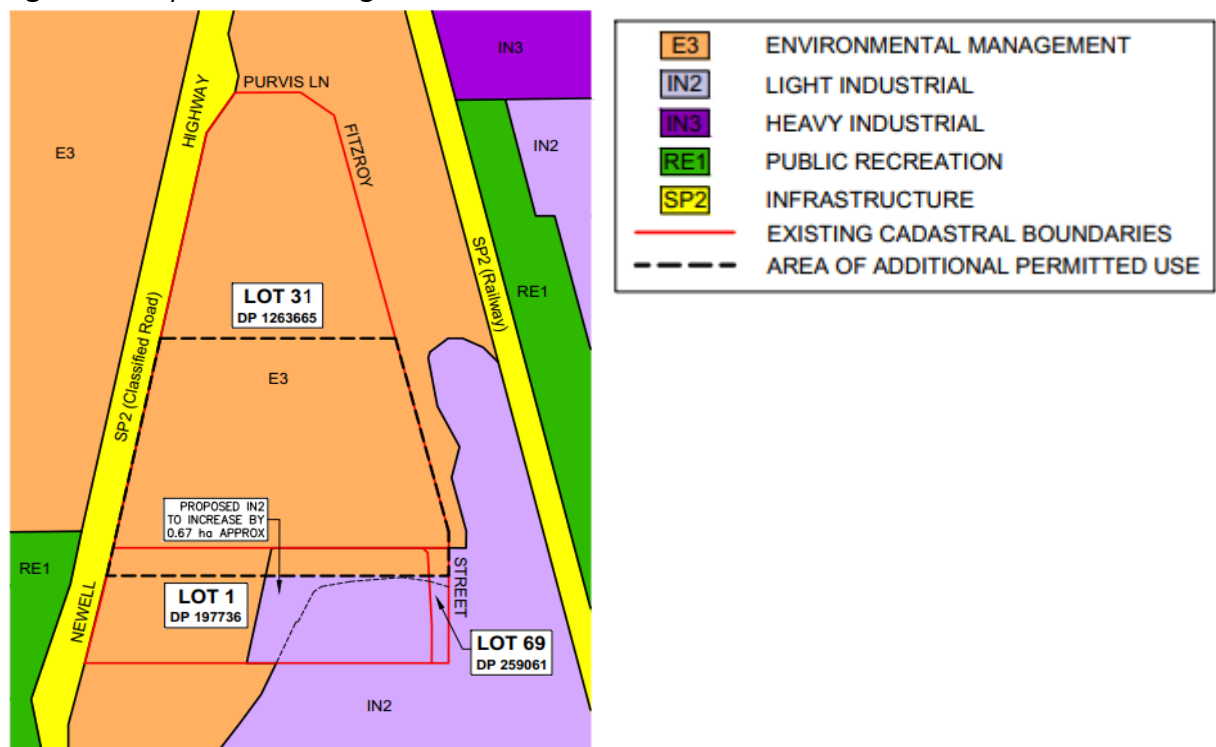 IN3
PURVIS LN
HIGHWAY
E3
FITZROY
IN2
SP2 (Railway)
RE1
LOT 31
DP 1263665
SP2 (Classified Road)
E3
PROPOSED IN2
TO INCREASE BY
0.67 ha APPROX
RE1
STREET
LOT 1
DP 197736
NEWELL
LOT 69
DP 259061
IN2
E3 ENVIRONMENTAL MANAGEMENT
IN2 LIGHT INDUSTRIAL
IN3 HEAVY INDUSTRIAL
RE1 PUBLIC RECREATION
SP2 INFRASTRUCTURE
EXISTING CADASTRAL BOUNDARIES
AREA OF ADDITIONAL PERMITTED USE